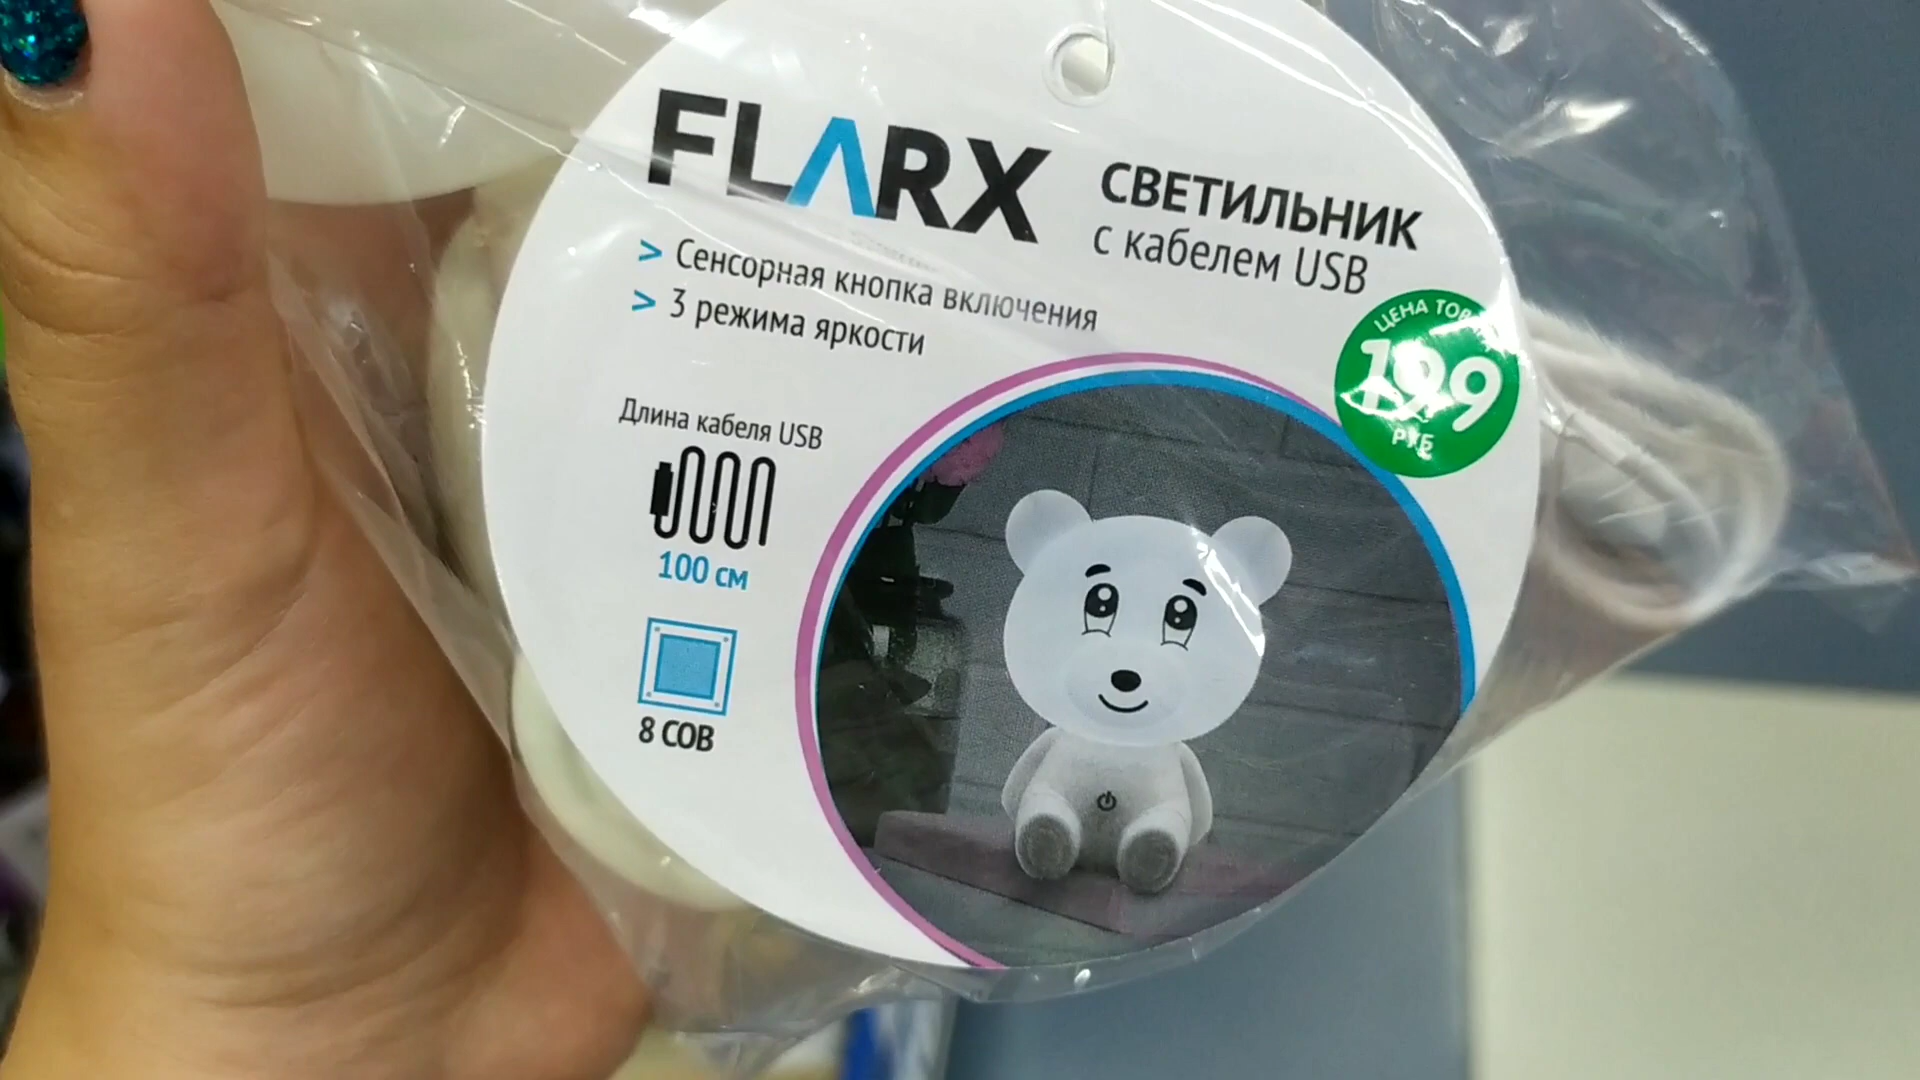 FLARX
СВЕТИЛЬНИК
с кабелем USB
> Сенсорная кнопка включения
> 3 режима яркости
ЦЕНА
199
РУБ
Длина кабеля USB
100 см
8 COB